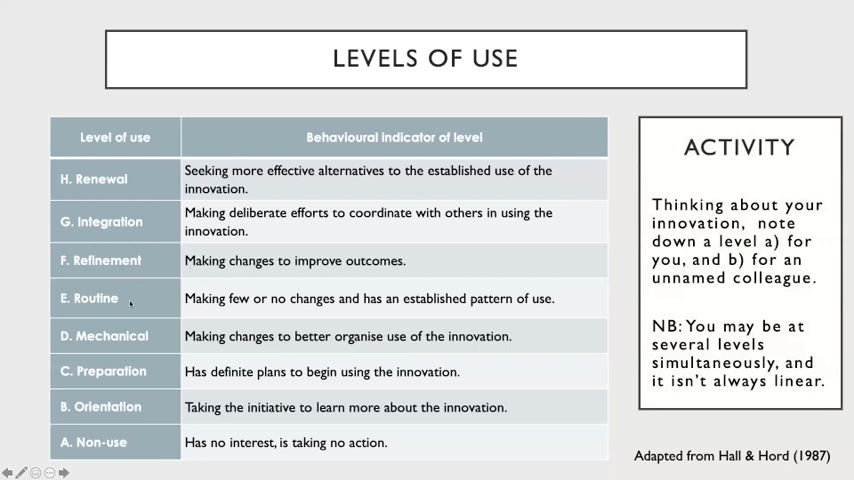 LEVELS OF USE
Level of use
Behavioural indicator of level
H. Renewal
Seeking more effective alternatives to the established use of the
innovation.
G. Integration
Making deliberate efforts to coordinate with others in using the
innovation.
F. Refinement
Making changes to improve outcomes.
E. Routine
Making few or no changes and has an established pattern of use.
D. Mechanical
Making changes to better organise use of the innovation.
C. Preparation
Has definite plans to begin using the innovation.
B. Orientation
Taking the initiative to learn more about the innovation.
A. Non-use
Has no interest, is taking no action.
ACTIVITY
Thinking about your
innovation, note
down a level a) for
you, and b) for an
unnamed colleague.
NB: You may be at
several levels
simultaneously, and
it isn't always linear.
Adapted from Hall & Hord (1987)